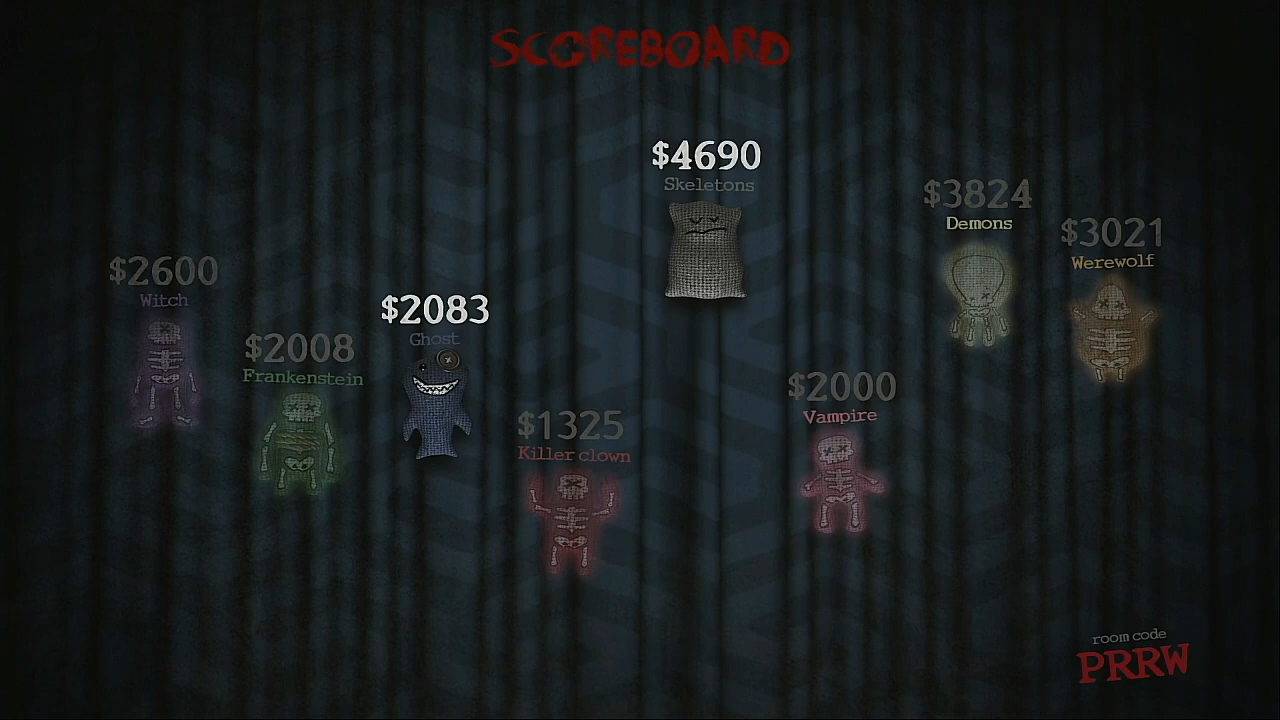 SCOREBOARD
$4690
Skeletons
$3824
Demons
$3021
Werewolf
$2600
Witch
$2083
Ghost
$2008
Frankenstein
$2000
Vampire
$1325
Killer clown
room code
PRRW